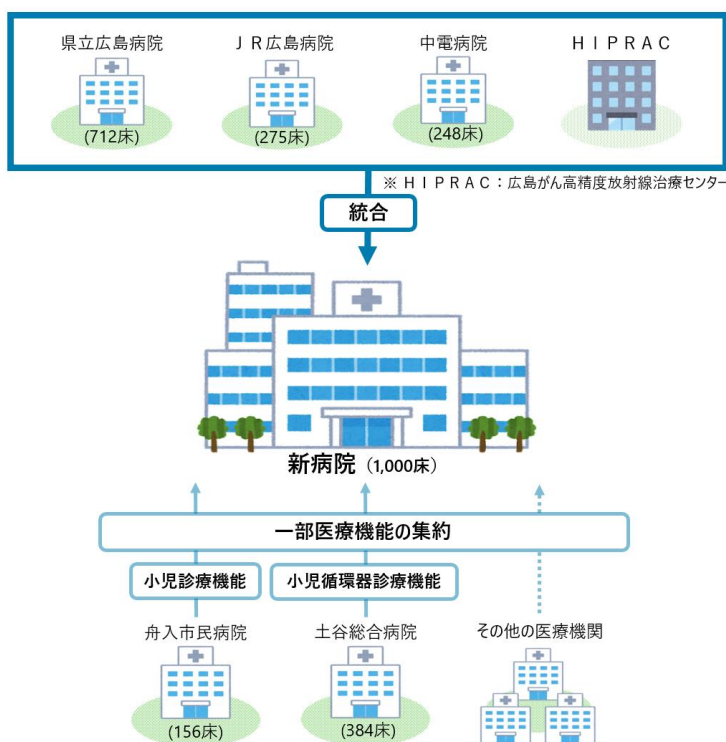 県立広島病院
ＪＲ広島病院
中電病院
ＨＩＰＲＡＣ
(712床)
(275床)
(248床)
※ＨＩＰＲＡＣ：広島がん高精度放射線治療センター
統合
新病院（1,000床）
一部医療機能の集約
小児診療機能
小児循環器診療機能
舟入市民病院
土谷総合病院
その他の医療機関
(156床)
(384床)